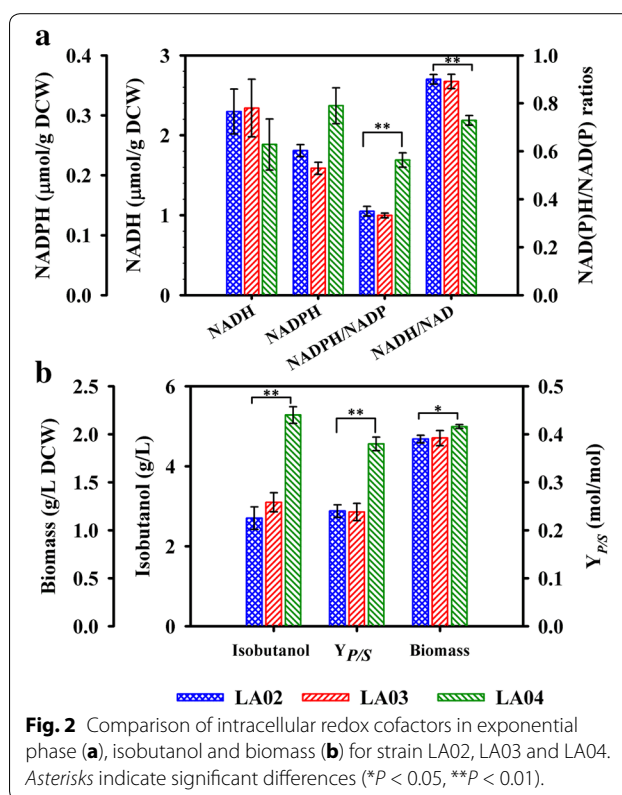 a
NADPH (μmol/g DCW)
0.4
0.3
0.2
0.1
0.0
NADH (μmol/g DCW)
3
2
1
0
**
**
1.0
0.8
0.6
0.4
0.2
0.0
NAD(P)H/NAD(P) ratios
NADH
NADPH
NADPH/NADP
NADH/NAD
b
Biomass (g/L DCW)
2.5
2.0
1.5
1.0
0.5
0.0
Isobutanol (g/L)
6
4
2
0
**
**
*
0.5
0.4
0.3
0.2
0.1
0.0
Y P/S (mol/mol)
Isobutanol Y P/S Biomass
LA02 LA03 LA04
Fig. 2 Comparison of intracellular redox cofactors in exponential
phase (a), isobutanol and biomass (b) for strain LA02, LA03 and LA04.
Asterisks indicate significant differences (*P < 0.05, **P < 0.01).